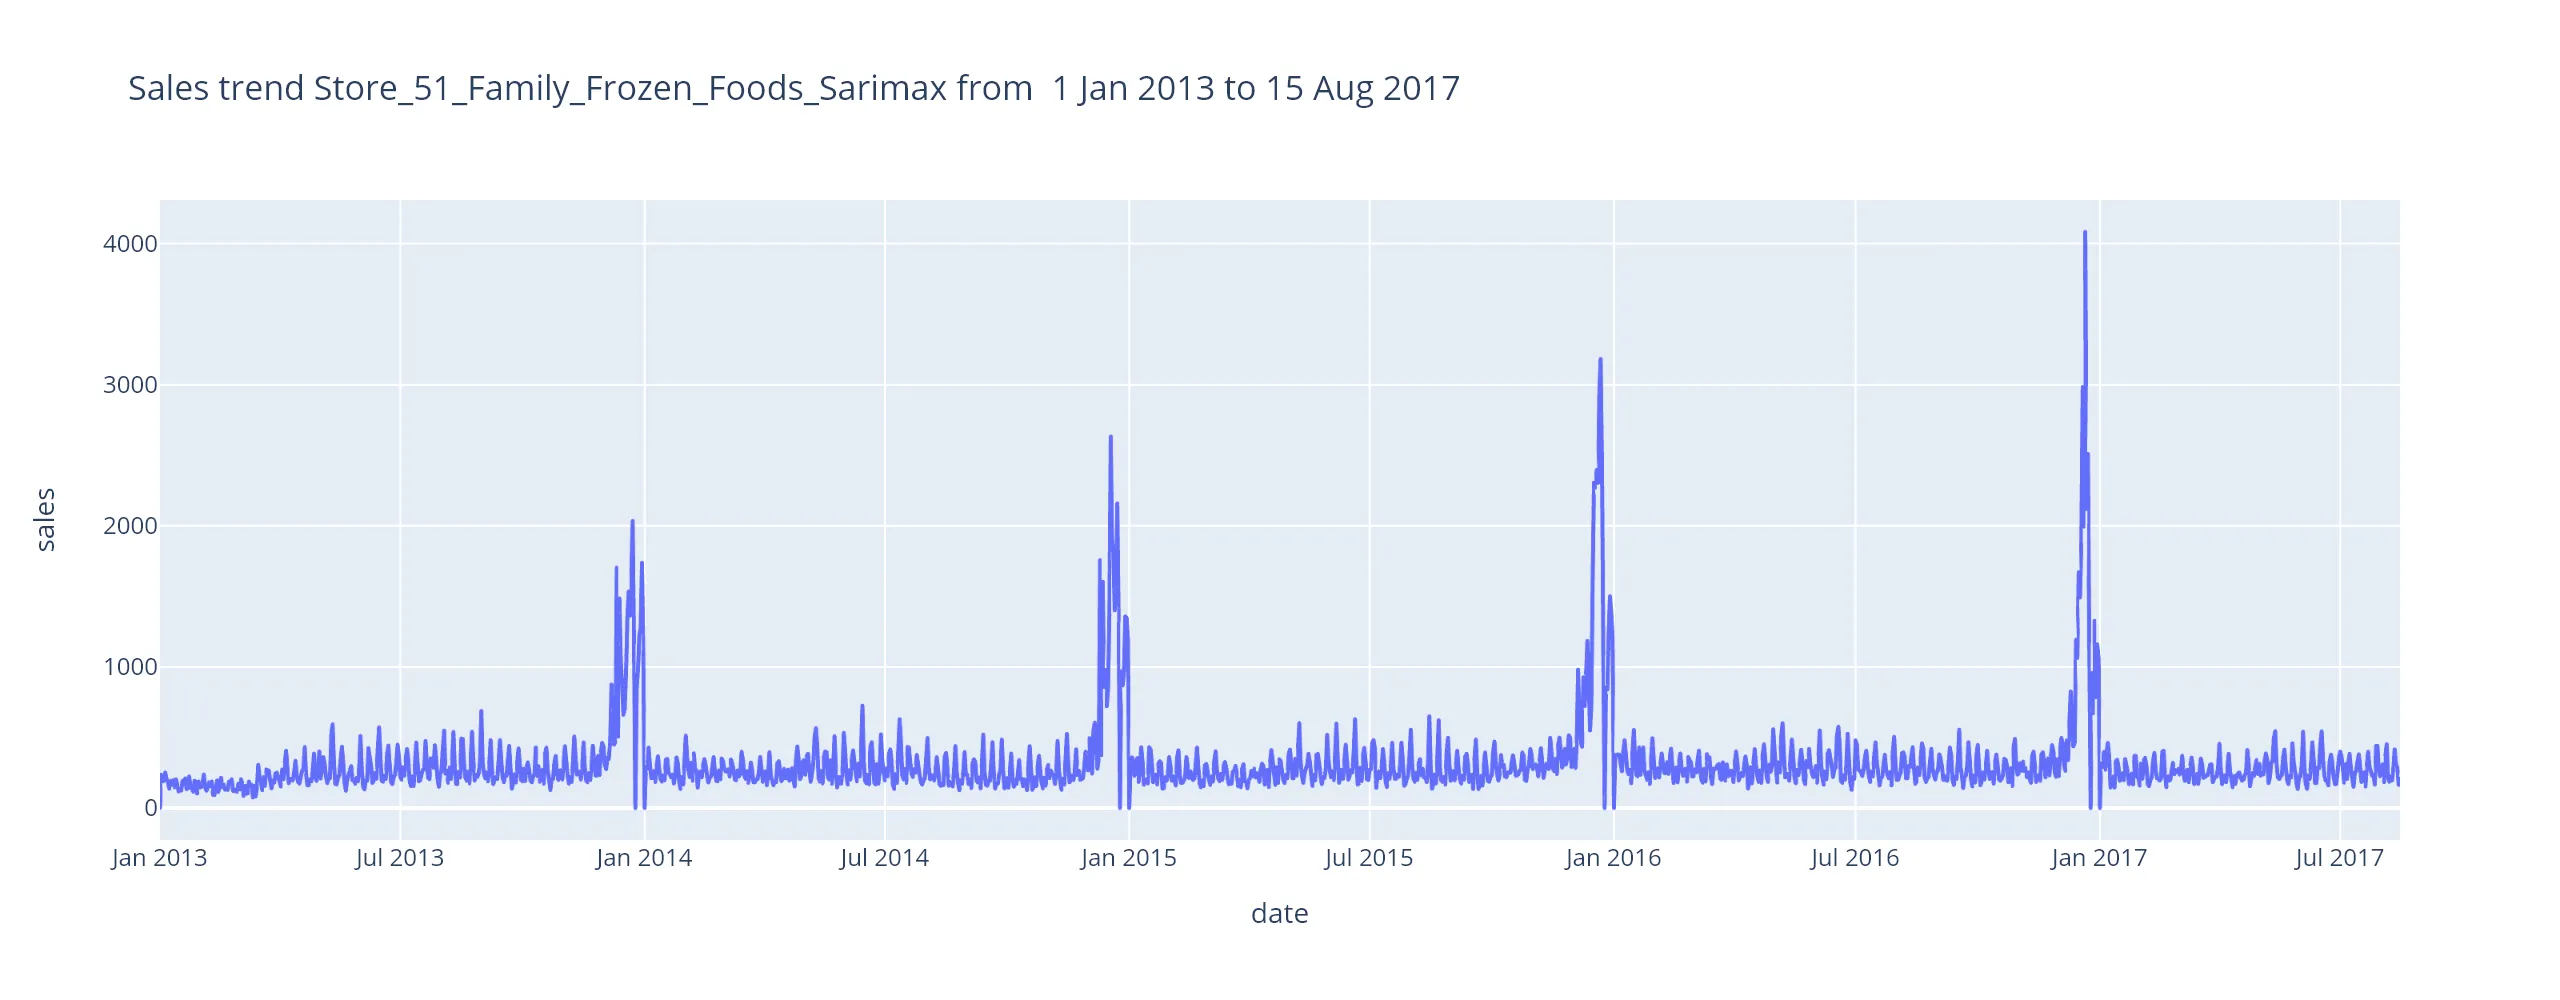 Sales trend Store_51_Family_Frozen_Foods_Sarimax from  1 Jan 2013 to 15 Aug 2017
4000
3000
2000
1000
0
sales
Jan 2013 Jul 2013 Jan 2014 Jul 2014 Jan 2015 Jul 2015 Jan 2016 Jul 2016 Jan 2017 Jul 2017
date